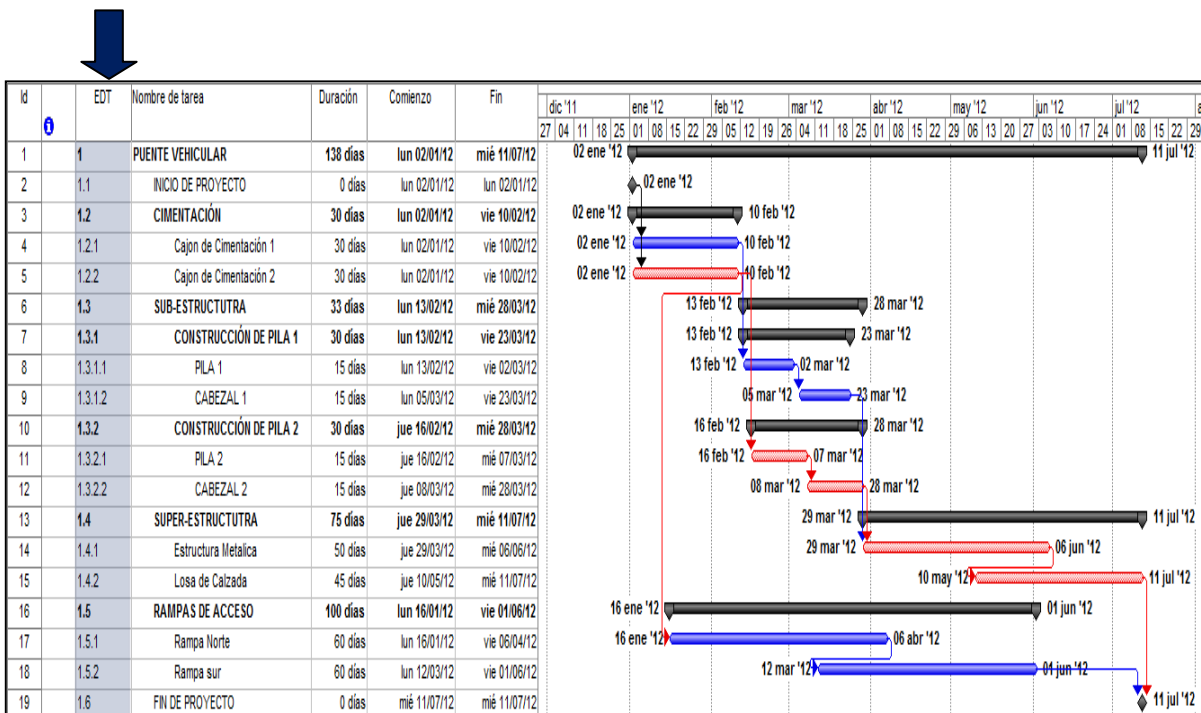 Id EDT Nombre de tarea Duración Comienzo Fin
dic '11 ene '12 feb '12 mar '12 abr '12 may '12 jun '12 jul '12 a
27 04 11 18 25 01 08 15 22 29 05 12 19 26 04 11 18 25 01 08 15 22 29 06 13 20 27 03 10 17 24 01 08 15 22 29
1 1 PUENTE VEHICULAR 138 días lun 02/01/12 mié 11/07/12 02 ene '12 11 jul '12
2 1.1 INICIO DE PROYECTO 0 días lun 02/01/12 lun 02/01/12 02 ene '12
3 1.2 CIMENTACIÓN 30 días lun 02/01/12 vie 10/02/12 02 ene '12 10 feb '12
4 1.2.1 Cajon de Cimentación 1 30 días lun 02/01/12 vie 10/02/12 02 ene '12 10 feb '12
5 1.2.2 Cajon de Cimentación 2 30 días lun 02/01/12 vie 10/02/12 02 ene '12 10 feb '12
6 1.3 SUB-ESTRUCTUTRA 33 días lun 13/02/12 mié 28/03/12 13 feb '12 28 mar '12
7 1.3.1 CONSTRUCCIÓN DE PILA 1 30 días lun 13/02/12 vie 23/03/12 13 feb '12 23 mar '12
8 1.3.1.1 PILA 1 15 días lun 13/02/12 vie 02/03/12 13 feb '12 02 mar '12
9 1.3.1.2 CABEZAL 1 15 días lun 05/03/12 vie 23/03/12 05 mar '12 23 mar '12
10 1.3.2 CONSTRUCCIÓN DE PILA 2 30 días jue 16/02/12 mié 28/03/12 16 feb '12 28 mar '12
11 1.3.2.1 PILA 2 15 días jue 16/02/12 mié 07/03/12 16 feb '12 07 mar '12
12 1.3.2.2 CABEZAL 2 15 días jue 08/03/12 mié 28/03/12 08 mar '12 28 mar '12
13 1.4 SUPER-ESTRUCTUTRA 75 días jue 29/03/12 mié 11/07/12 29 mar '12 11 jul '12
14 1.4.1 Estructura Metalica 50 días jue 29/03/12 mié 06/06/12 29 mar '12 06 jun '12
15 1.4.2 Losa de Calzada 45 días jue 10/05/12 mié 11/07/12 10 may '12 11 jul '12
16 1.5 RAMPAS DE ACCESO 100 días lun 16/01/12 vie 01/06/12 16 ene '12 01 jun '12
17 1.5.1 Rampa Norte 60 días lun 16/01/12 vie 06/04/12 16 ene '12 06 abr '12
18 1.5.2 Rampa sur 60 días lun 12/03/12 vie 01/06/12 12 mar '12 01 jun '12
19 1.6 FIN DE PROYECTO 0 días mié 11/07/12 mié 11/07/12 11 jul '12